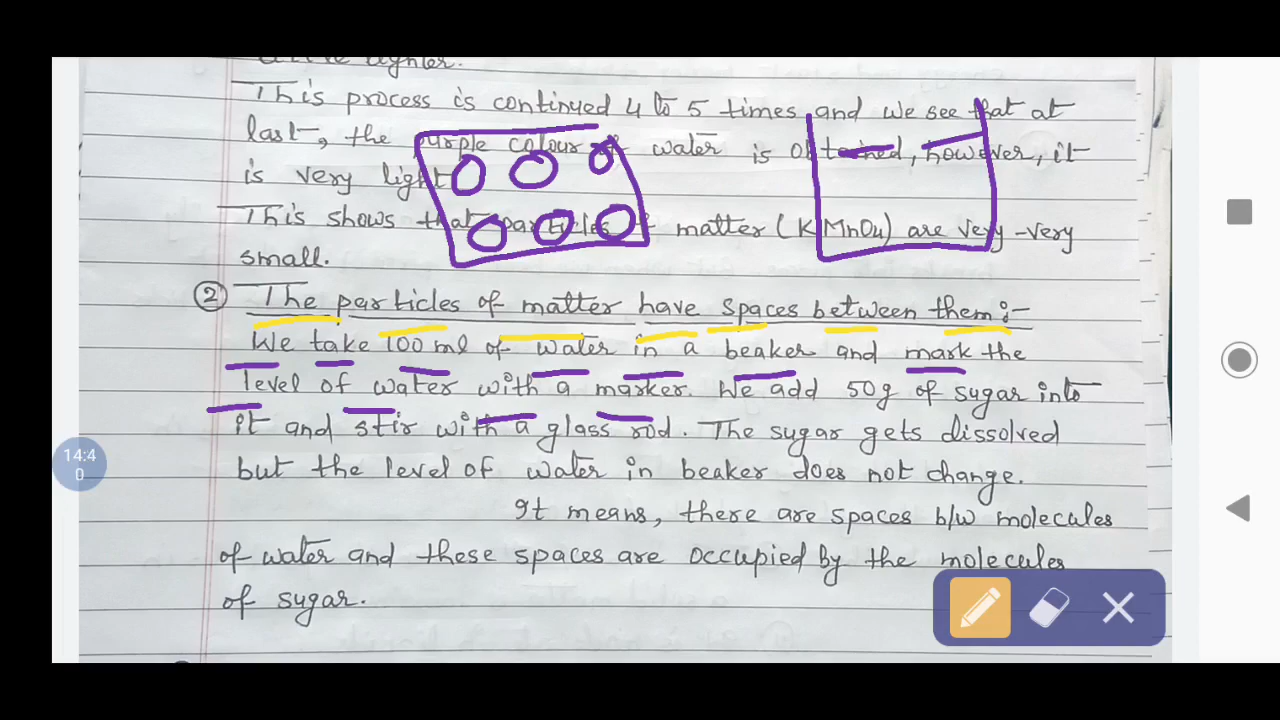 lighter.
This process is continued 4 to 5 times and we see that at
last, the purple colour of water is obtained, however, it
is very light
This shows that particles of matter (KMnO4) are very-very
small.
② The particles of matter have spaces between them :-
We take 100 ml of water in a beaker and mark the
level of water with a marker. We add 50g of sugar into
it and stir with a glass rod. The sugar gets dissolved
but the level of water in beaker does not change.
It means, there are spaces b/w molecules
of water and these spaces are occupied by the molecules
of sugar.
14:4
0